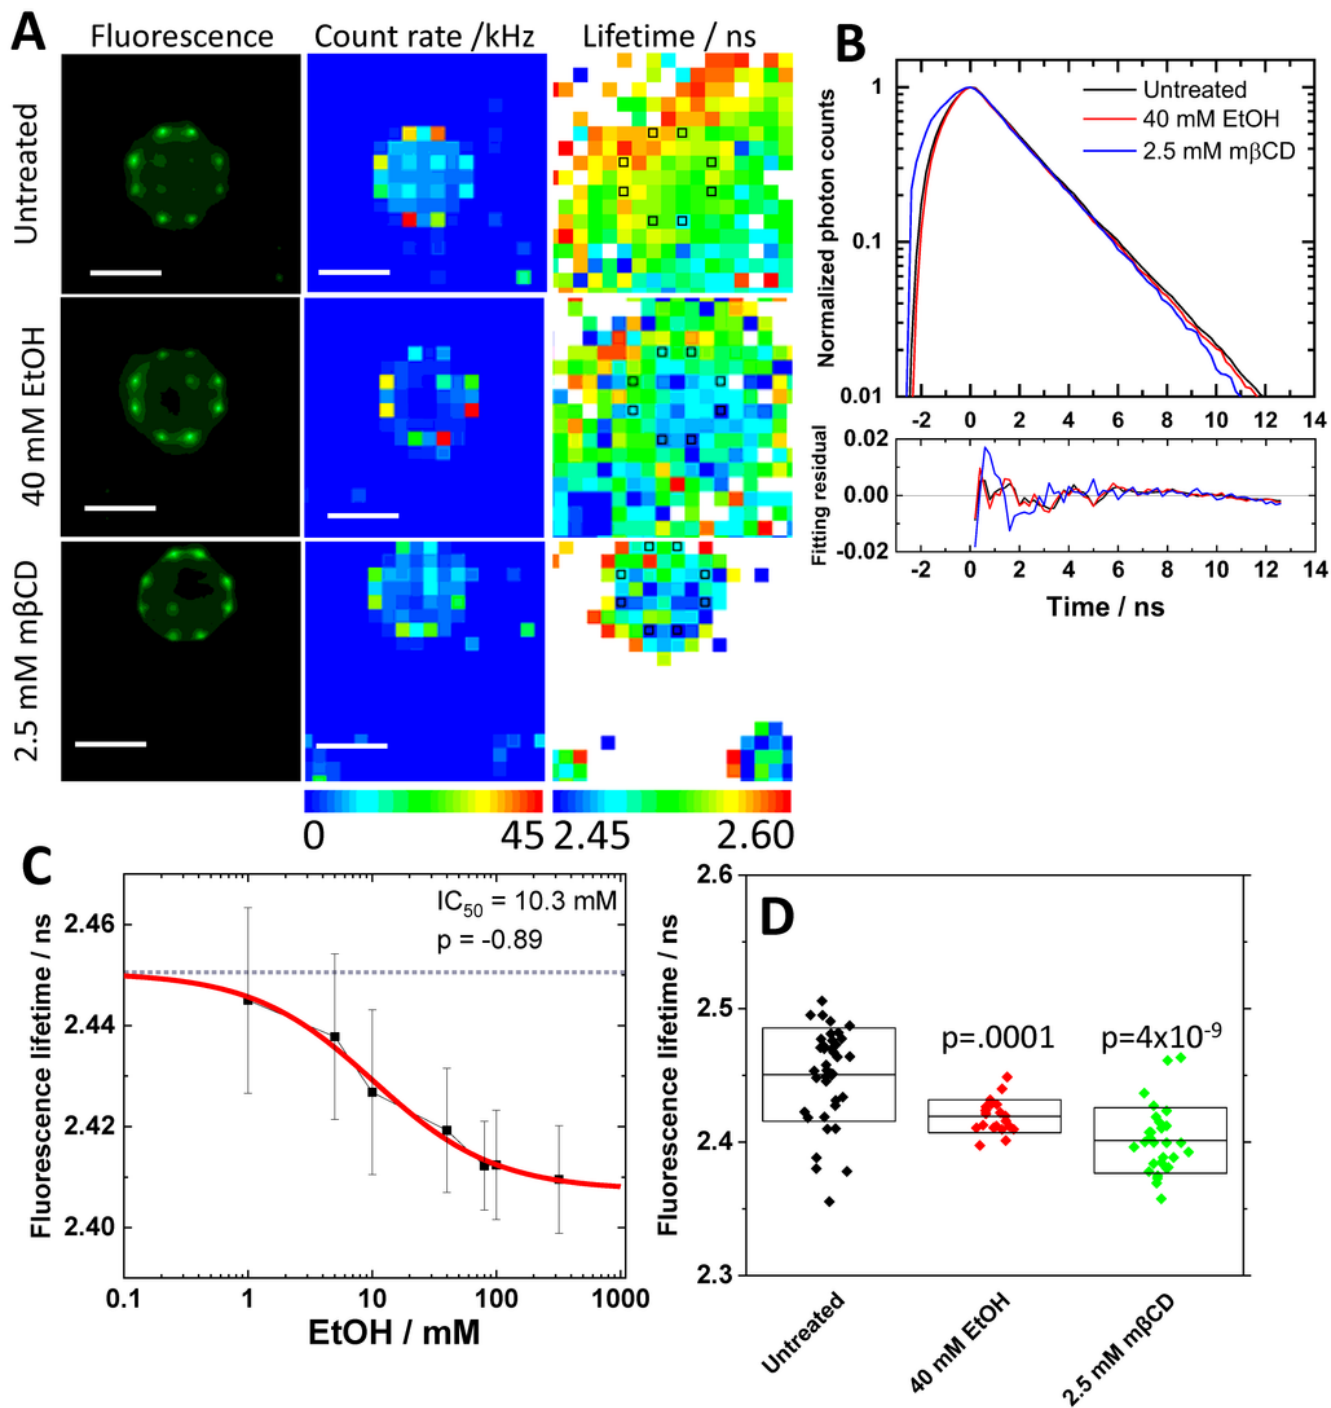 A
Fluorescence
Count rate /kHz
Lifetime / ns
Untreated
40 mM EtOH
2.5 mM mβCD
0
45
2.45
2.60
B
Normalized photon counts
1
0.1
0.01
Untreated
40 mM EtOH
2.5 mM mβCD
-2 0 2 4 6 8 10 12 14
Fitting residual
0.02
0.00
-0.02
-2 0 2 4 6 8 10 12 14
Time / ns
C
Fluorescence lifetime / ns
2.46
2.44
2.42
2.40
IC₅₀ = 10.3 mM
p = -0.89
0.1 1 10 100 1000
EtOH / mM
D
Fluorescence lifetime / ns
2.6
2.5
2.4
2.3
p=.0001
p=4x10⁻⁹
Untreated
40 mM EtOH
2.5 mM mβCD